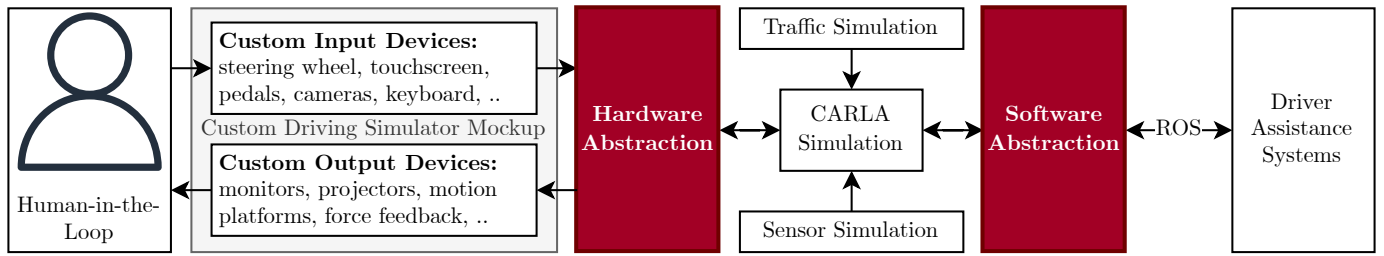 Human-in-the-
Loop
Custom Input Devices:
steering wheel, touchscreen,
pedals, cameras, keyboard, ..
Custom Driving Simulator Mockup
Custom Output Devices:
monitors, projectors, motion
platforms, force feedback, ..
Hardware
Abstraction
Traffic Simulation
CARLA
Simulation
Sensor Simulation
Software
Abstraction
ROS
Driver
Assistance
Systems